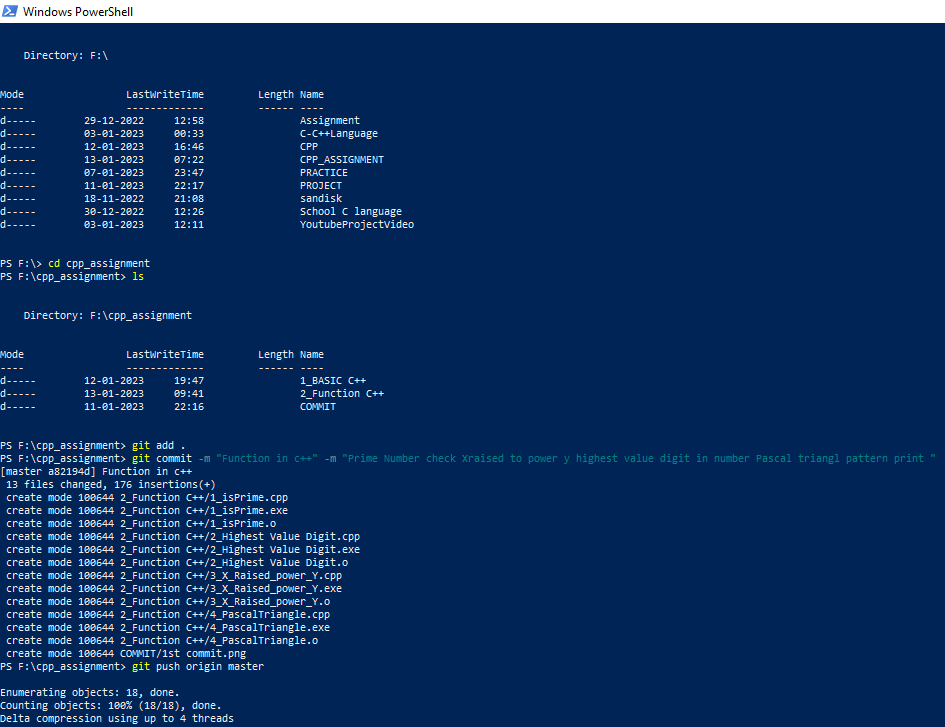 Windows PowerShell
Directory: F:\
Mode LastWriteTime Length Name
---- ------------- ------ ----
d----- 29-12-2022 12:58 Assignment
d----- 03-01-2023 00:33 C-C++Language
d----- 12-01-2023 16:46 CPP
d----- 13-01-2023 07:22 CPP_ASSIGNMENT
d----- 07-01-2023 23:47 PRACTICE
d----- 11-01-2023 22:17 PROJECT
d----- 18-11-2022 21:08 sandisk
d----- 30-12-2022 12:26 School C language
d----- 03-01-2023 12:11 YoutubeProjectVideo
PS F:\> cd cpp_assignment
PS F:\cpp_assignment> ls
Directory: F:\cpp_assignment
Mode LastWriteTime Length Name
---- ------------- ------ ----
d----- 12-01-2023 19:47 1_BASIC C++
d----- 13-01-2023 09:41 2_Function C++
d----- 11-01-2023 22:16 COMMIT
PS F:\cpp_assignment> git add .
PS F:\cpp_assignment> git commit -m "Function in c++" -m "Prime Number check Xraised to power y highest value digit in number Pascal triangl pattern print "
[master a82194d] Function in c++
13 files changed, 176 insertions(+)
create mode 100644 2_Function C++/1_isPrime.cpp
create mode 100644 2_Function C++/1_isPrime.exe
create mode 100644 2_Function C++/1_isPrime.o
create mode 100644 2_Function C++/2_Highest Value Digit.cpp
create mode 100644 2_Function C++/2_Highest Value Digit.exe
create mode 100644 2_Function C++/2_Highest Value Digit.o
create mode 100644 2_Function C++/3_X_Raised_power_Y.cpp
create mode 100644 2_Function C++/3_X_Raised_power_Y.exe
create mode 100644 2_Function C++/3_X_Raised_power_Y.o
create mode 100644 2_Function C++/4_PascalTriangle.cpp
create mode 100644 2_Function C++/4_PascalTriangle.exe
create mode 100644 2_Function C++/4_PascalTriangle.o
create mode 100644 COMMIT/1st commit.png
PS F:\cpp_assignment> git push origin master
Enumerating objects: 18, done.
Counting objects: 100% (18/18), done.
Delta compression using up to 4 threads